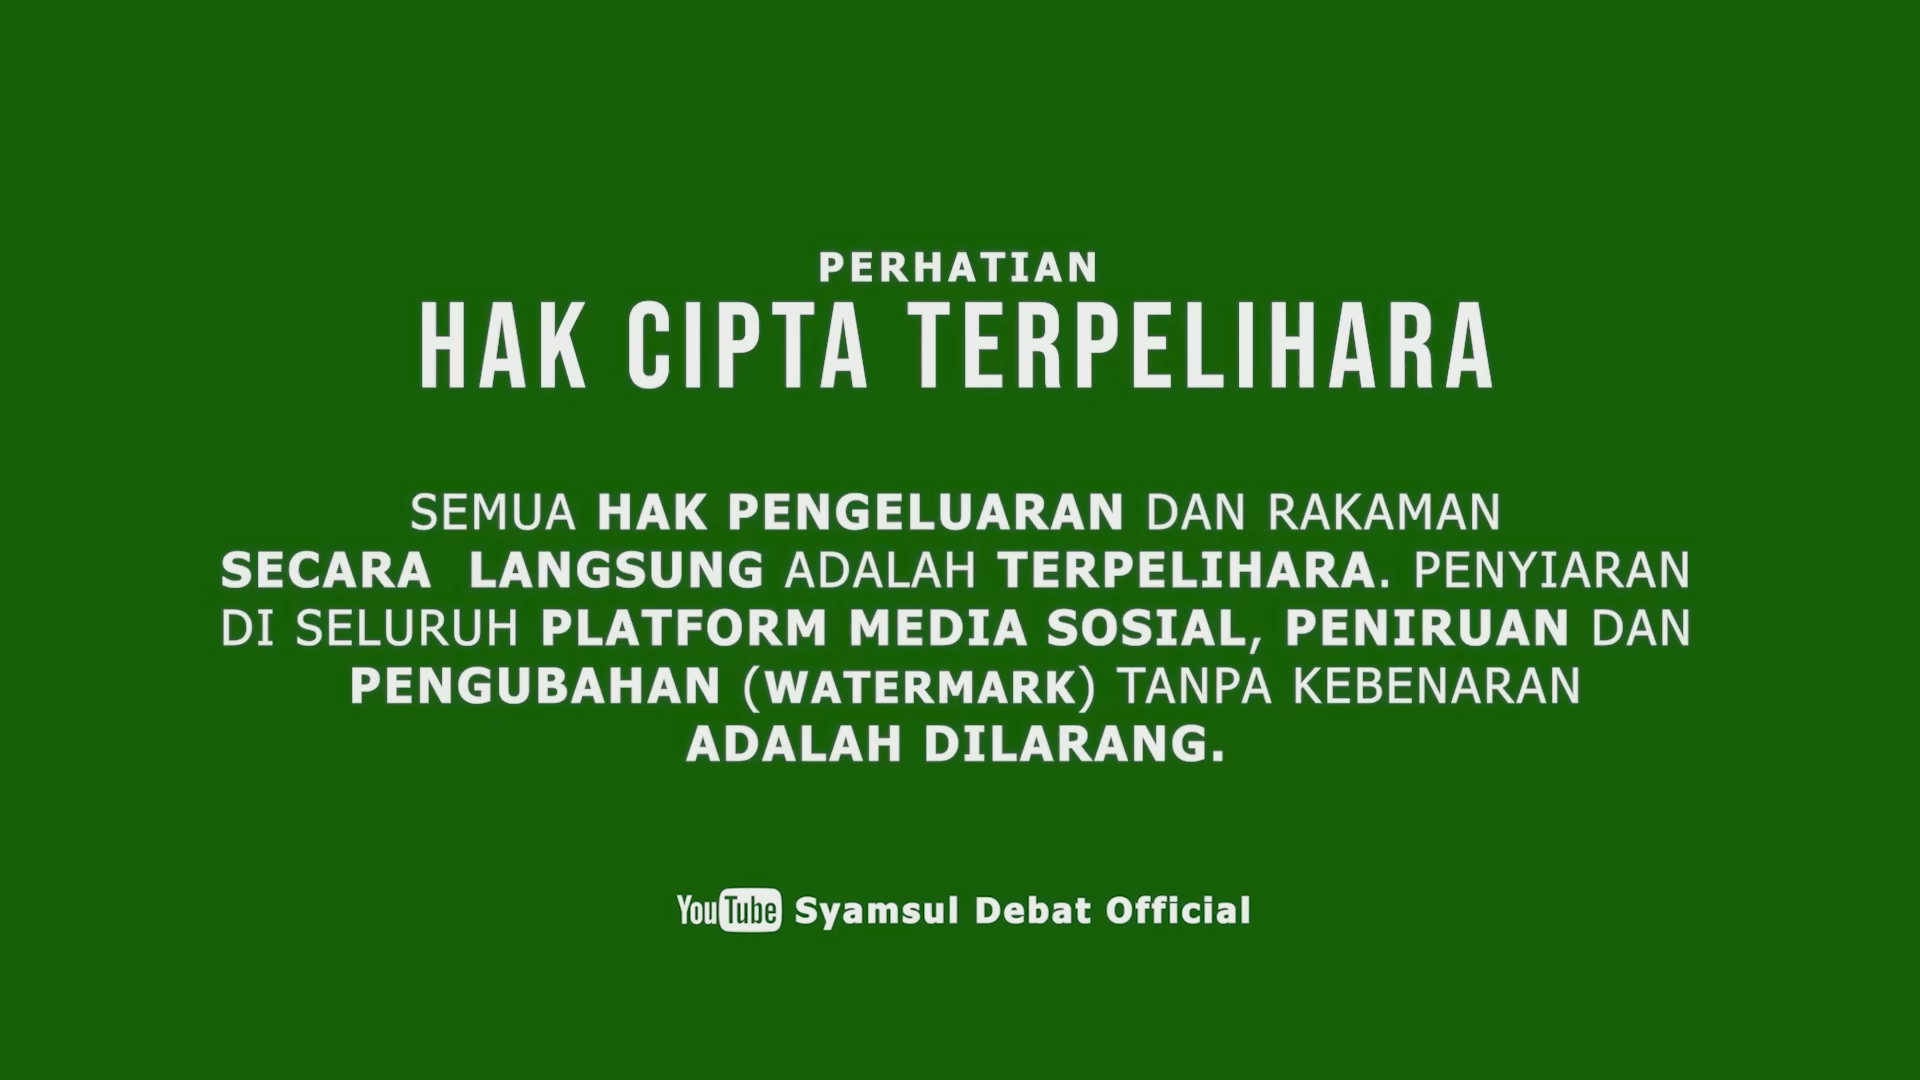 PERHATIAN
HAK CIPTA TERPELIHARA
SEMUA HAK PENGELUARAN DAN RAKAMAN
SECARA LANGSUNG ADALAH TERPELIHARA. PENYIARAN
DI SELURUH PLATFORM MEDIA SOSIAL, PENIRUAN DAN
PENGUBAHAN (WATERMARK) TANPA KEBENARAN
ADALAH DILARANG.
YouTube Syamsul Debat Official